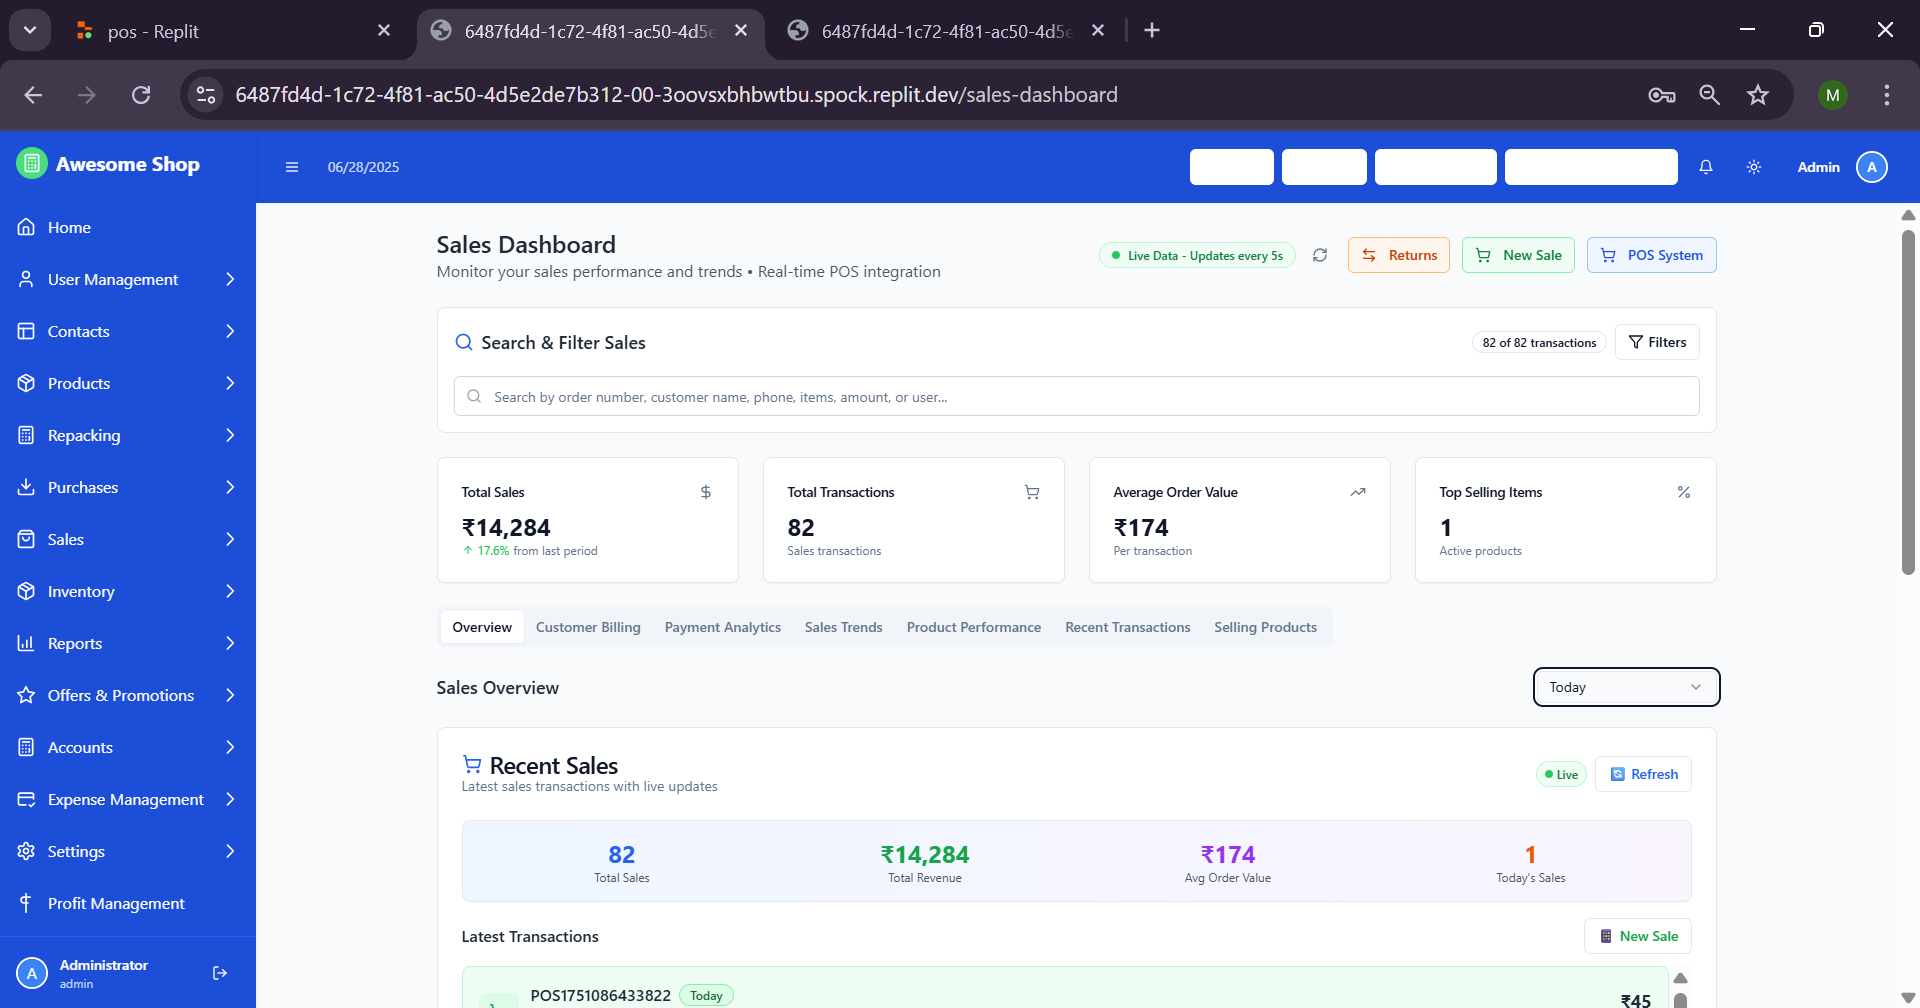 pos - Replit
6487fd4d-1c72-4f81-ac50-4d5e
6487fd4d-1c72-4f81-ac50-4d5e
6487fd4d-1c72-4f81-ac50-4d5e2de7b312-00-3oovsxbhbwtbu.spock.replit.dev/sales-dashboard
M
Awesome Shop
06/28/2025
Admin
A
Home
User Management
Contacts
Products
Repacking
Purchases
Sales
Inventory
Reports
Offers & Promotions
Accounts
Expense Management
Settings
Profit Management
A
Administrator
admin
Sales Dashboard
Monitor your sales performance and trends • Real-time POS integration
Live Data - Updates every 5s
Returns
New Sale
POS System
Search & Filter Sales
82 of 82 transactions
Filters
Search by order number, customer name, phone, items, amount, or user...
Total Sales
$
₹14,284
↑ 17.6% from last period
Total Transactions
82
Sales transactions
Average Order Value
₹174
Per transaction
Top Selling Items
%
1
Active products
Overview
Customer Billing
Payment Analytics
Sales Trends
Product Performance
Recent Transactions
Selling Products
Sales Overview
Today
Recent Sales
Latest sales transactions with live updates
Live
Refresh
82
Total Sales
₹14,284
Total Revenue
₹174
Avg Order Value
1
Today's Sales
Latest Transactions
New Sale
POS1751086433822
Today
₹45